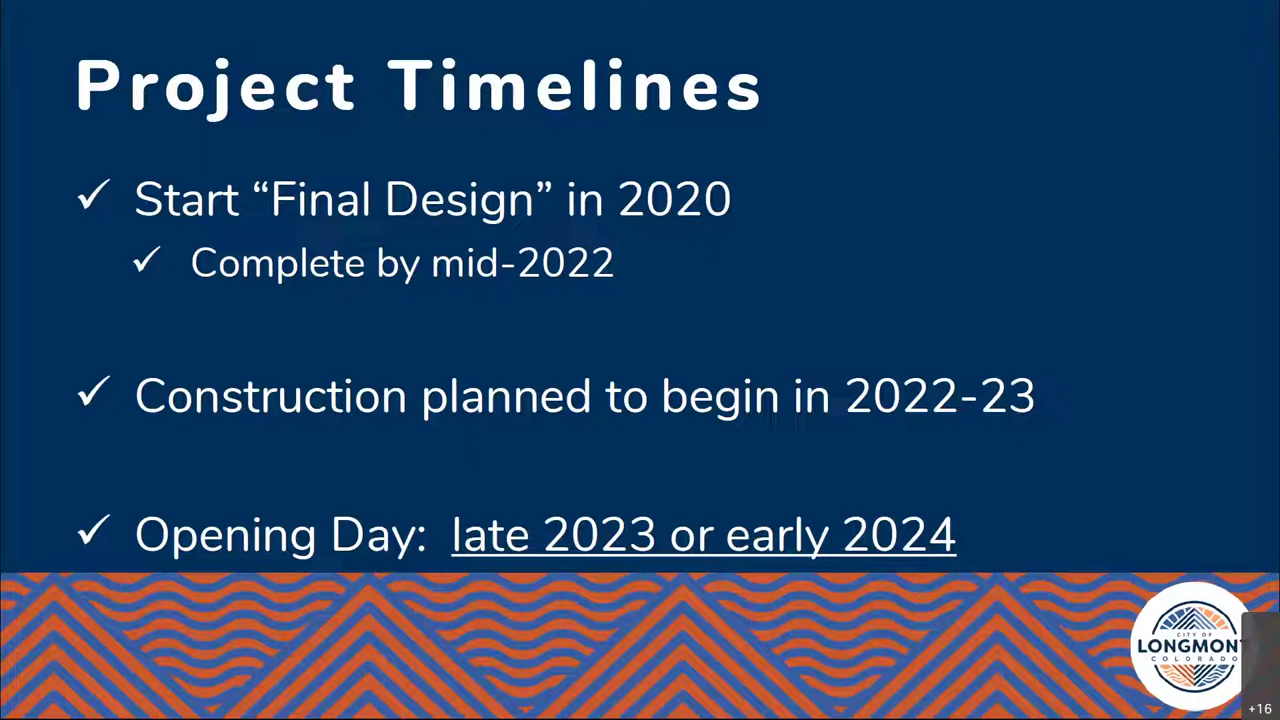 Project Timelines
✓ Start “Final Design” in 2020
✓ Complete by mid-2022
✓ Construction planned to begin in 2022-23
✓ Opening Day: late 2023 or early 2024
CITY OF
LONGMONT
COLORADO
+16